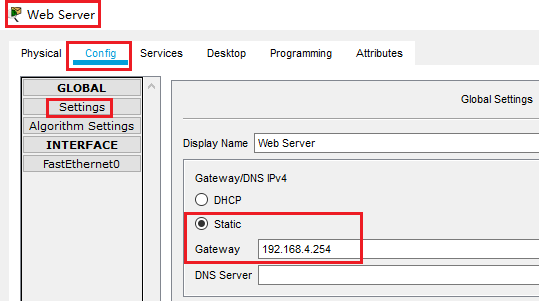 Web Server
Physical Config Services Desktop Programming Attributes
GLOBAL
Settings
Algorithm Settings
INTERFACE
FastEthernet0
Global Settings
Display Name Web Server
Gateway/DNS IPv4
DHCP
Static
Gateway 192.168.4.254
DNS Server